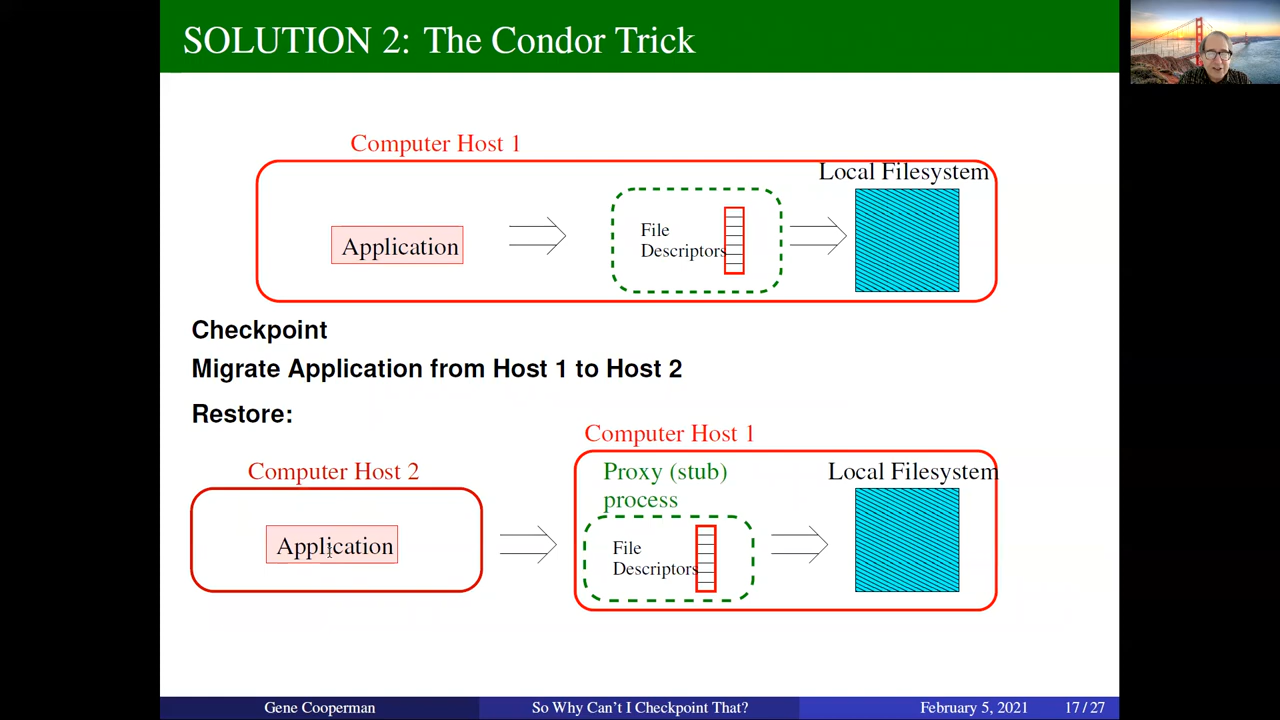 SOLUTION 2: The Condor Trick
Computer Host 1
Local Filesystem
Application
File
Descriptors
Checkpoint
Migrate Application from Host 1 to Host 2
Restore:
Computer Host 1
Computer Host 2
Proxy (stub)
process
Local Filesystem
Application
File
Descriptors
Gene Cooperman So Why Can't I Checkpoint That? February 5, 2021 17 / 27